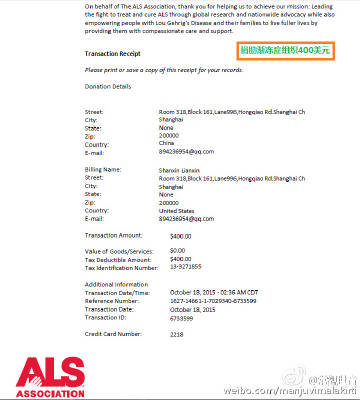 On behalf of The ALS Association, thank you for helping us to achieve our mission: Leading
the fight to treat and cure ALS through global research and nationwide advocacy while also
empowering people with Lou Gehrig's Disease and their families to live fuller lives by
providing them with compassionate care and support.
捐助渐冻症组织400美元
Transaction Receipt
Please print or save a copy of this receipt for your records.
Donation Details
Street: Room 318,Block 161,Lane996,Hongqiao Rd.Shanghai Ch
City: Shanghai
State: None
Zip: 200000
Country: China
E-mail: 894236954@qq.com
Billing Name: Shanxin Lianxin
Street: Room 318,Block 161,Lane996,Hongqiao Rd.Shanghai Ch
City: Shanghai
State: None
Zip: 200000
Country: United States
E-mail: 894236954@qq.com
Transaction Amount: $400.00
Value of Goods/Services: $0.00
Tax Deductible Amount: $400.00
Tax Identification Number: 13-3271855
Additional Information
Transaction Date/Time: October 18, 2015 - 02:36 AM CDT
Reference Number: 1627-14661-1-7029340-6733599
Transaction Date: October 18, 2015
Transaction ID: 6733599
Credit Card Number: 2218
ALS
ASSOCIATION
weibo.com/manjuvimalakirti